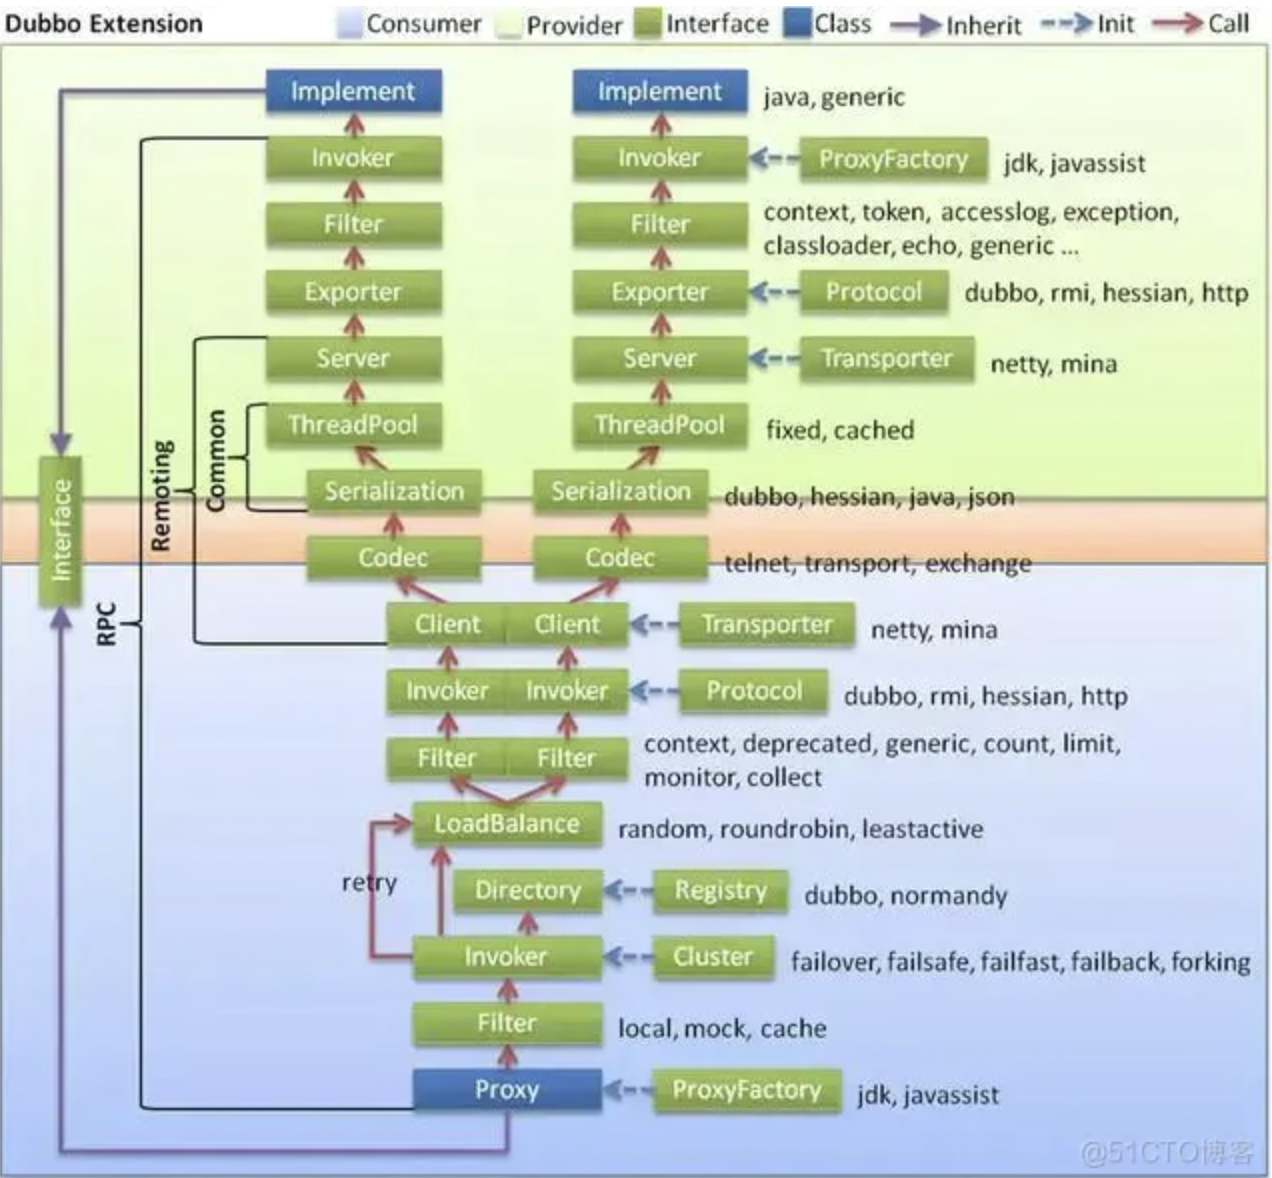 Dubbo Extension Consumer Provider Interface Class Inherit Init Call
Implement Implement java, generic
Invoker Invoker ProxyFactory jdk, javassist
Filter Filter context, token, accesslog, exception,
classloader, echo, generic ...
Exporter Exporter Protocol dubbo, rmi, hessian, http
Server Server Transporter netty, mina
ThreadPool ThreadPool fixed, cached
Common
Remoting
Interface
RPC
Serialization Serialization dubbo, hessian, java, json
Codec Codec telnet, transport, exchange
Client Client Transporter netty, mina
Invoker Invoker Protocol dubbo, rmi, hessian, http
Filter Filter context, deprecated, generic, count, limit,
monitor, collect
LoadBalance random, roundrobin, leastactive
retry Directory Registry dubbo, normandy
Invoker Cluster failover, failsafe, failfast, failback, forking
Filter local, mock, cache
Proxy ProxyFactory jdk, javassist
@51CTO博客